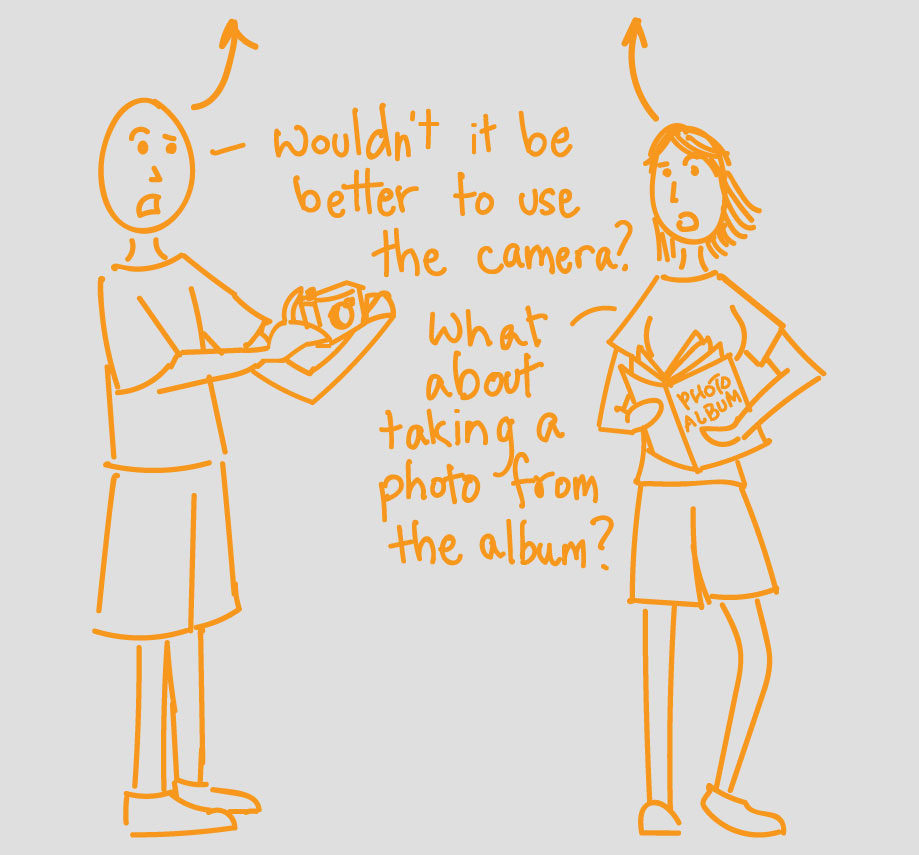 Wouldn't it be
better to use
the camera?
What
about
taking a
photo from
the album?
PHOTO
ALBUM